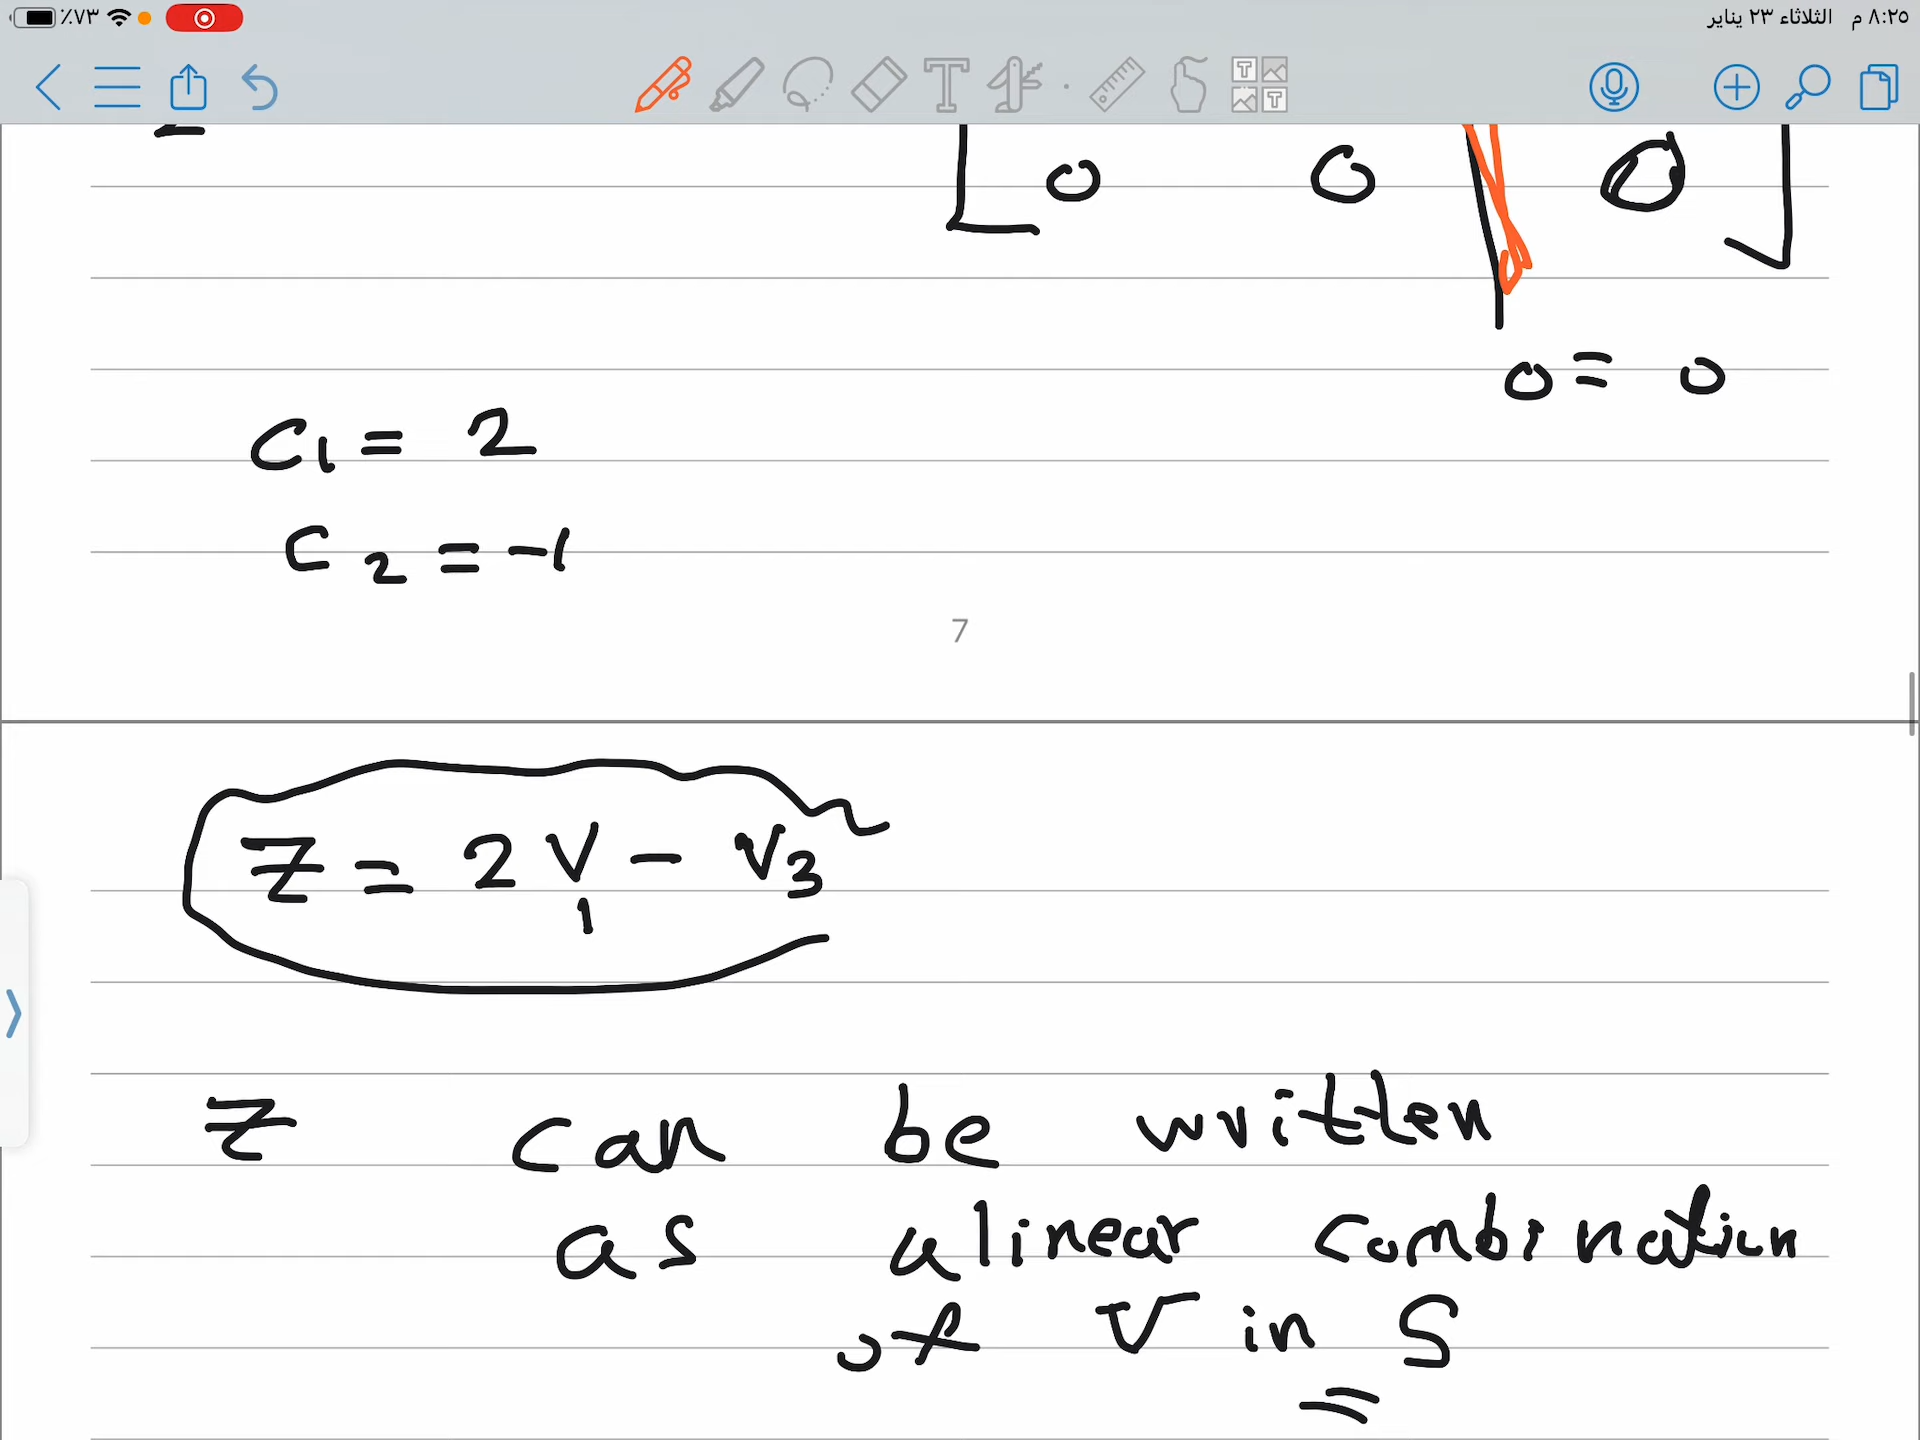 ٪٧٣ ٨:٢٥ م الثلاثاء ٢٣ يناير
0 0 0
0 = 0
C1 = 2
C2 = -1
7
Z = 2V1 - V3
Z can be written
as a linear combination
of V in S